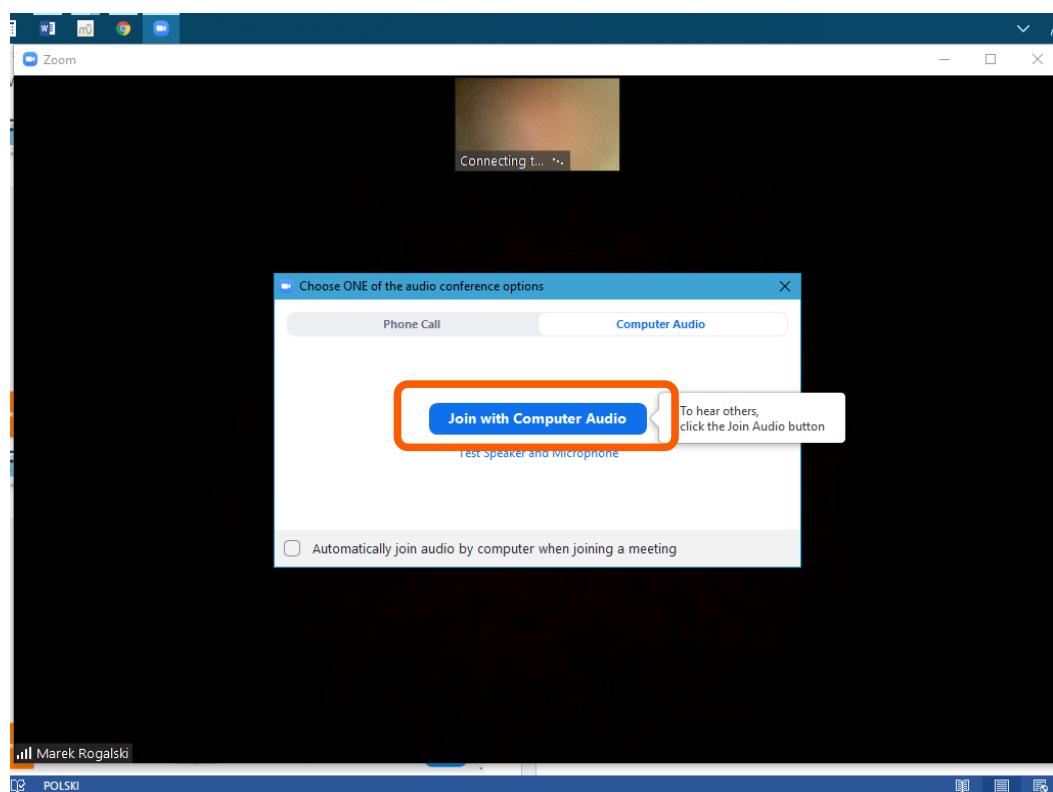 Zoom
Connecting t...
Choose ONE of the audio conference options
Phone Call
Computer Audio
Join with Computer Audio
To hear others,
click the Join Audio button
Test Speaker and Microphone
Automatically join audio by computer when joining a meeting
Marek Rogalski
POLSKI